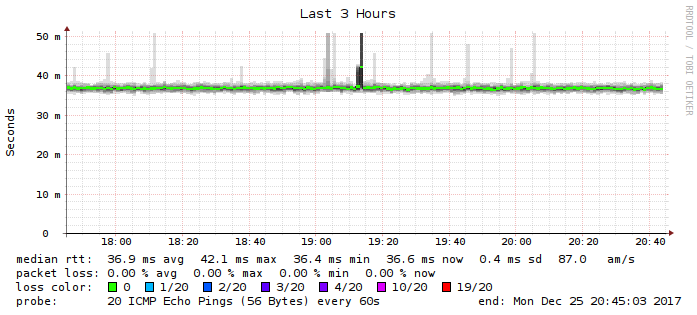 Last 3 Hours
RRDTOOL / TOBI OETIKER
Seconds
50 m
40 m
30 m
20 m
10 m
0
18:00 18:20 18:40 19:00 19:20 19:40 20:00 20:20 20:40
median rtt: 36.9 ms avg 42.1 ms max 36.4 ms min 36.6 ms now 0.4 ms sd 87.0 am/s
packet loss: 0.00 % avg 0.00 % max 0.00 % min 0.00 % now
loss color: 0 1/20 2/20 3/20 4/20 10/20 19/20
probe: 20 ICMP Echo Pings (56 Bytes) every 60s end: Mon Dec 25 20:45:03 2017